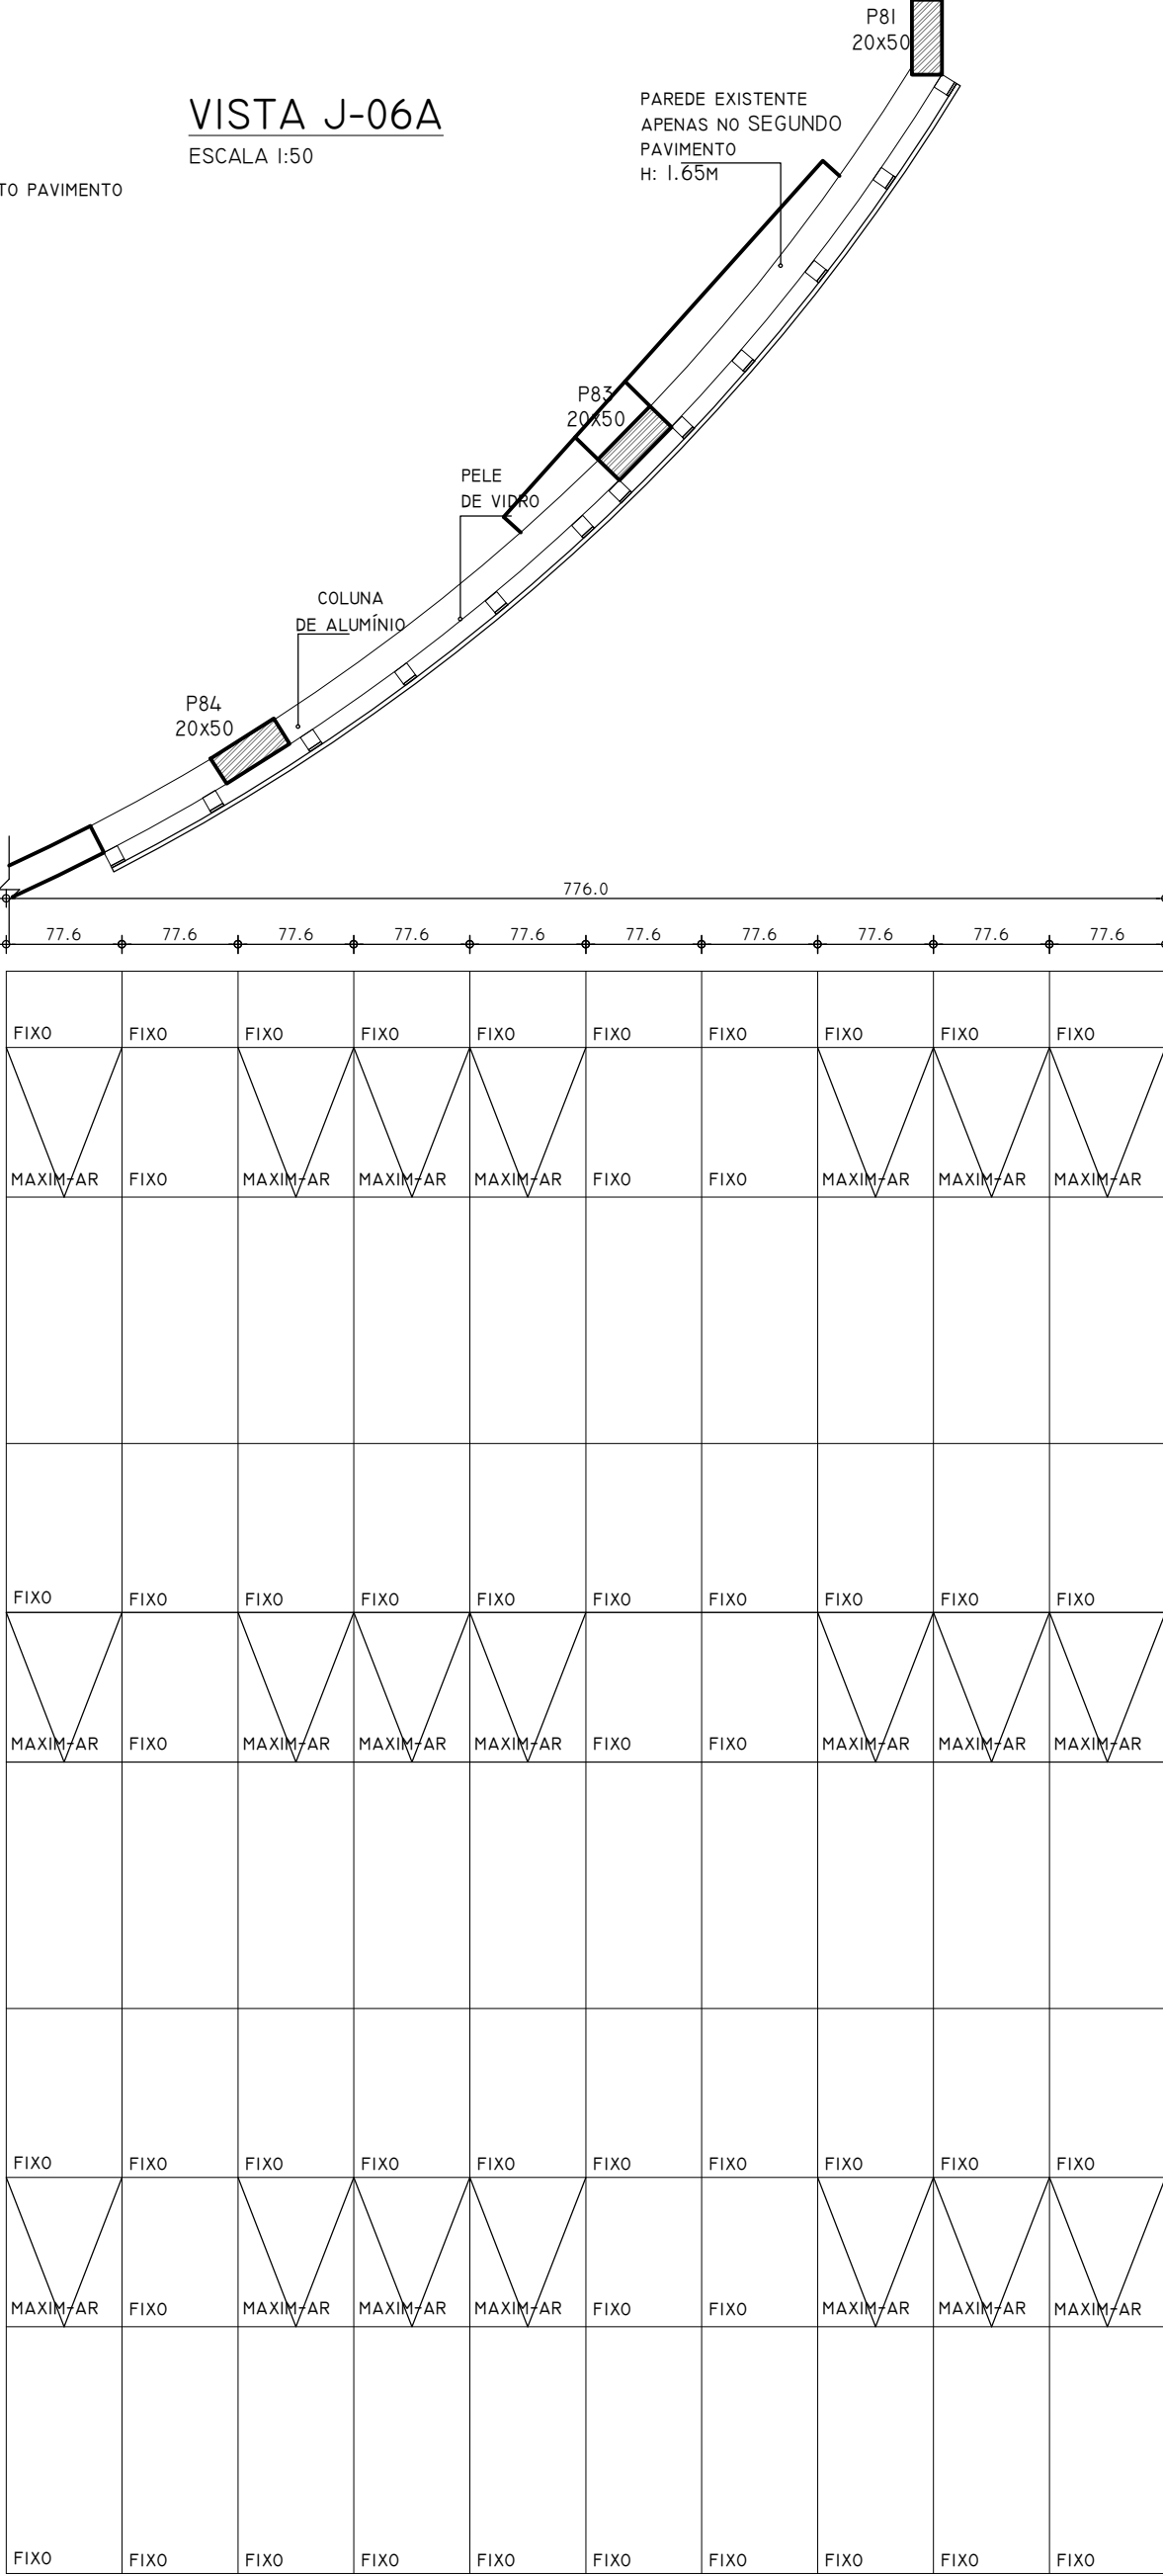 P81
20x50
VISTA J-06A
ESCALA 1:50
TO PAVIMENTO
PAREDE EXISTENTE
APENAS NO SEGUNDO
PAVIMENTO
H: 1.65M
P83
20x50
PELE
DE VIDRO
COLUNA
DE ALUMÍNIO
P84
20x50
776.0
77.6 77.6 77.6 77.6 77.6 77.6 77.6 77.6 77.6 77.6
FIXO FIXO FIXO FIXO FIXO FIXO FIXO FIXO FIXO FIXO
MAXIM-AR FIXO MAXIM-AR MAXIM-AR MAXIM-AR FIXO FIXO MAXIM-AR MAXIM-AR MAXIM-AR
FIXO FIXO FIXO FIXO FIXO FIXO FIXO FIXO FIXO FIXO
MAXIM-AR FIXO MAXIM-AR MAXIM-AR MAXIM-AR FIXO FIXO MAXIM-AR MAXIM-AR MAXIM-AR
FIXO FIXO FIXO FIXO FIXO FIXO FIXO FIXO FIXO FIXO
MAXIM-AR FIXO MAXIM-AR MAXIM-AR MAXIM-AR FIXO FIXO MAXIM-AR MAXIM-AR MAXIM-AR
FIXO FIXO FIXO FIXO FIXO FIXO FIXO FIXO FIXO FIXO